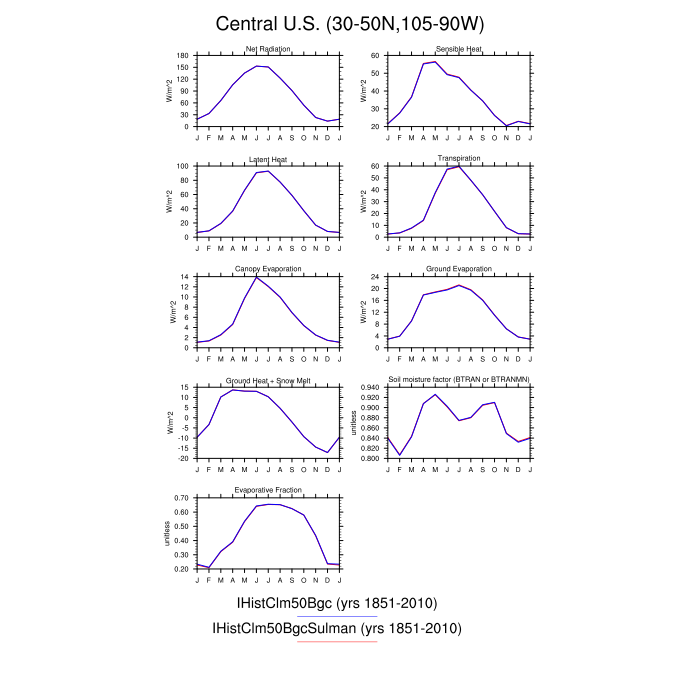 Central U.S. (30-50N,105-90W)
Net Radiation
W/m^2
180
150
120
90
60
30
0
J F M A M J J A S O N D J
Sensible Heat
W/m^2
60
50
40
30
20
J F M A M J J A S O N D J
Latent Heat
W/m^2
100
80
60
40
20
0
J F M A M J J A S O N D J
Transpiration
W/m^2
60
50
40
30
20
10
0
J F M A M J J A S O N D J
Canopy Evaporation
W/m^2
14
12
10
8
6
4
2
0
J F M A M J J A S O N D J
Ground Evaporation
W/m^2
24
20
16
12
8
4
0
J F M A M J J A S O N D J
Ground Heat + Snow Melt
W/m^2
15
10
5
0
-5
-10
-15
-20
J F M A M J J A S O N D J
Soil moisture factor (BTRAN or BTRANMN)
unitless
0.940
0.920
0.900
0.880
0.860
0.840
0.820
0.800
J F M A M J J A S O N D J
Evaporative Fraction
unitless
0.70
0.60
0.50
0.40
0.30
0.20
J F M A M J J A S O N D J
IHistClm50Bgc (yrs 1851-2010)
IHistClm50BgcSulman (yrs 1851-2010)